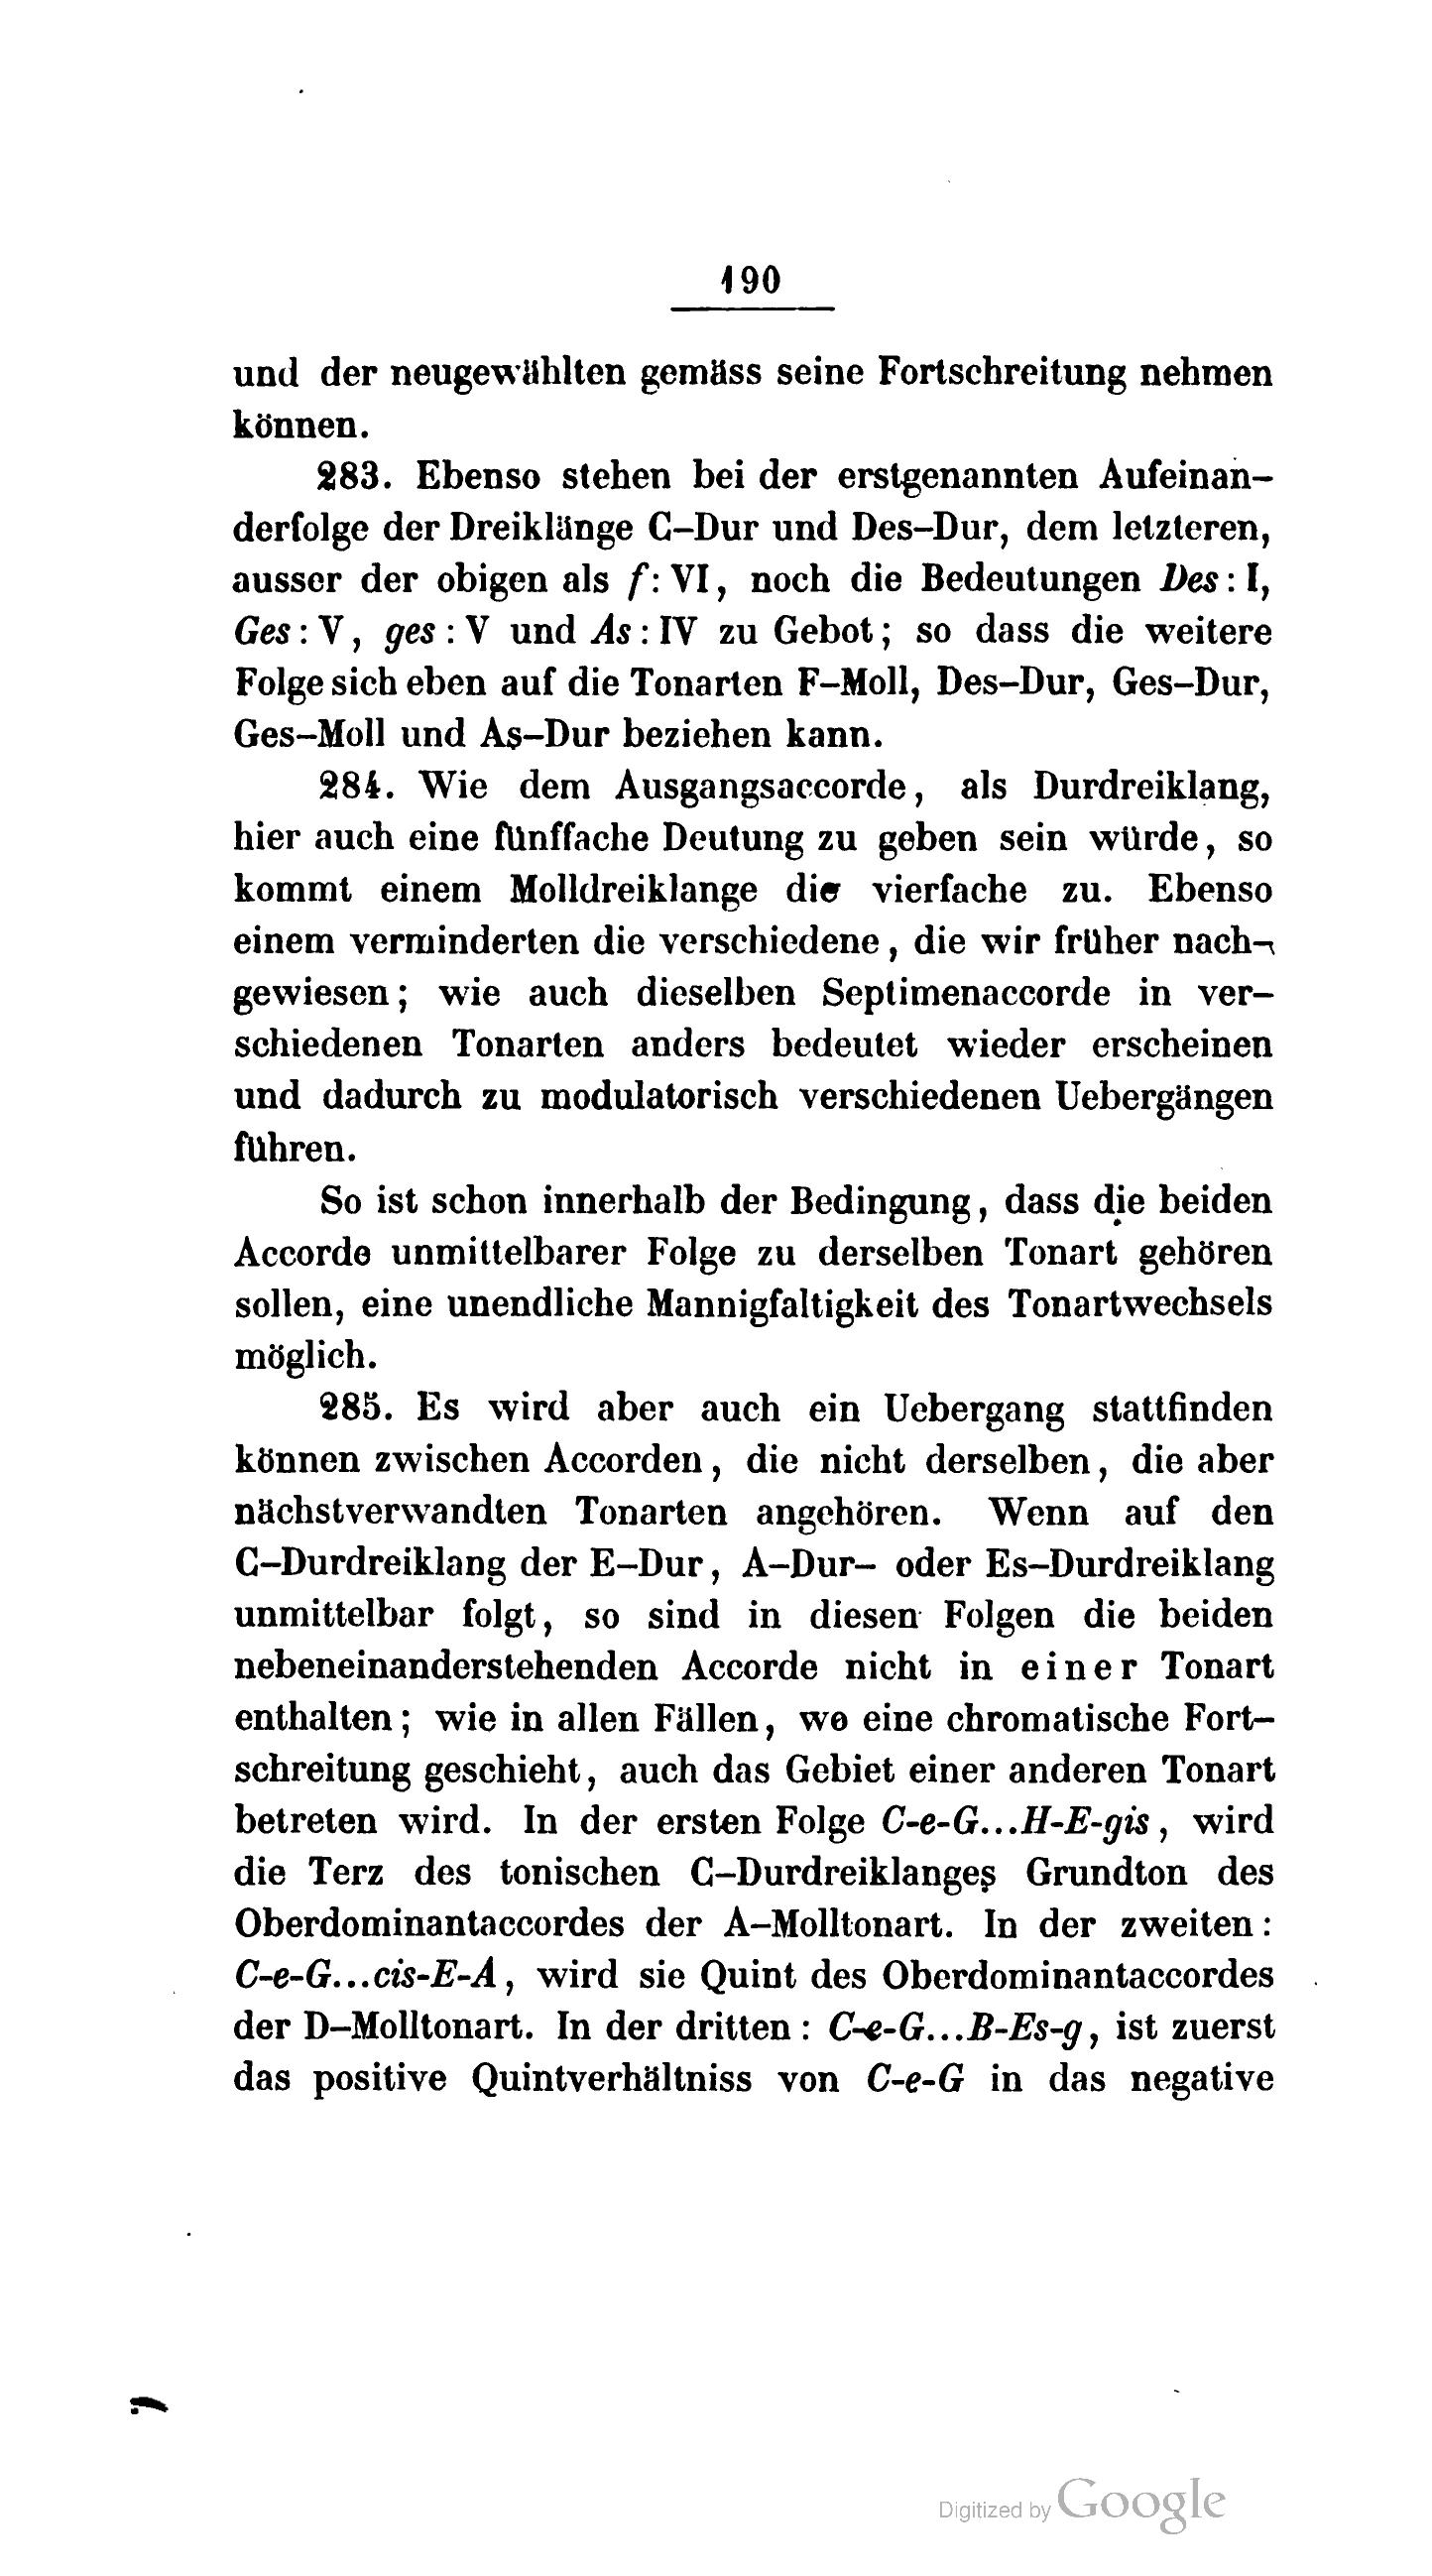 190
und der neugewählten gemäss seine Fortschreitung nehmen
können.
283. Ebenso stehen bei der erstgenannten Aufeinan-
derfolge der Dreiklänge C-Dur und Des-Dur, dem letzteren,
ausser der obigen als f: VI, noch die Bedeutungen Des: I,
Ges: V, ges: V und As: IV zu Gebot; so dass die weitere
Folge sich eben auf die Tonarten F-Moll, Des-Dur, Ges-Dur,
Ges-Moll und As-Dur beziehen kann.
284. Wie dem Ausgangsaccorde, als Durdreiklang,
hier auch eine fünffache Deutung zu geben sein würde, so
kommt einem Molldreiklange die vierfache zu. Ebenso
einem verminderten die verschiedene, die wir früher nach-
gewiesen; wie auch dieselben Septimenaccorde in ver-
schiedenen Tonarten anders bedeutet wieder erscheinen
und dadurch zu modulatorisch verschiedenen Uebergängen
führen.
So ist schon innerhalb der Bedingung, dass die beiden
Accorde unmittelbarer Folge zu derselben Tonart gehören
sollen, eine unendliche Mannigfaltigkeit des Tonartwechsels
möglich.
285. Es wird aber auch ein Uebergang stattfinden
können zwischen Accorden, die nicht derselben, die aber
nächstverwandten Tonarten angehören. Wenn auf den
C-Durdreiklang der E-Dur, A-Dur- oder Es-Durdreiklang
unmittelbar folgt, so sind in diesen Folgen die beiden
nebeneinanderstehenden Accorde nicht in einer Tonart
enthalten; wie in allen Fällen, wo eine chromatische Fort-
schreitung geschieht, auch das Gebiet einer anderen Tonart
betreten wird. In der ersten Folge C-e-G...H-E-gis, wird
die Terz des tonischen C-Durdreiklanges Grundton des
Oberdominantaccordes der A-Molltonart. In der zweiten:
C-e-G...cis-E-A, wird sie Quint des Oberdominantaccordes
der D-Molltonart. In der dritten: C-e-G...B-Es-g, ist zuerst
das positive Quintverhältniss von C-e-G in das negative
Digitized by Google